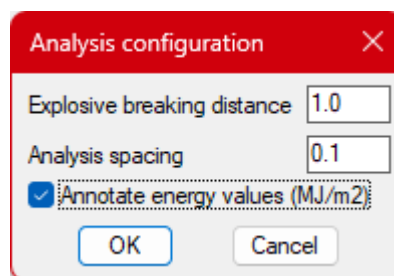 Analysis configuration
Explosive breaking distance 1.0
Analysis spacing 0.1
Annotate energy values (MJ/m2)
OK Cancel